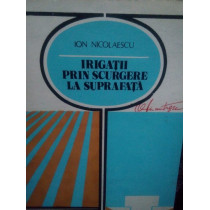 ION NICOLAESCU
IRIGAȚII
PRIN SCURGERE
LA SUPRAFAȚĂ